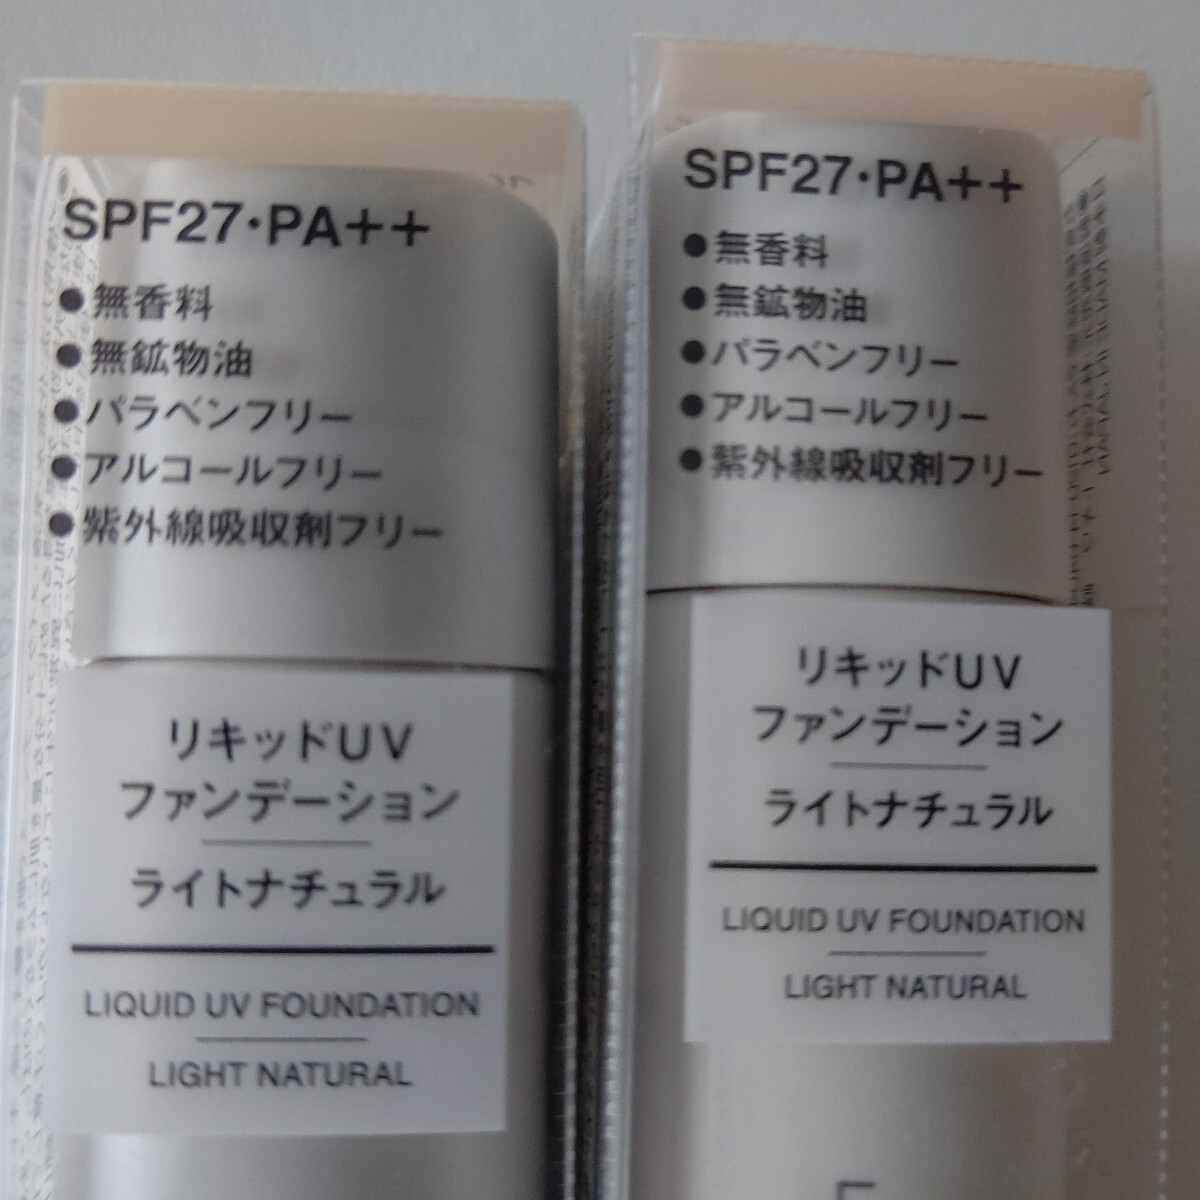 SPF27・PA++
●無香料
●無鉱物油
●パラベンフリー
●アルコールフリー
●紫外線吸収剤フリー
リキッドUV
ファンデーション
ライトナチュラル
LIQUID UV FOUNDATION
LIGHT NATURAL
SPF27・PA++
●無香料
●無鉱物油
●パラベンフリー
●アルコールフリー
●紫外線吸収剤フリー
リキッドUV
ファンデーション
ライトナチュラル
LIQUID UV FOUNDATION
LIGHT NATURAL